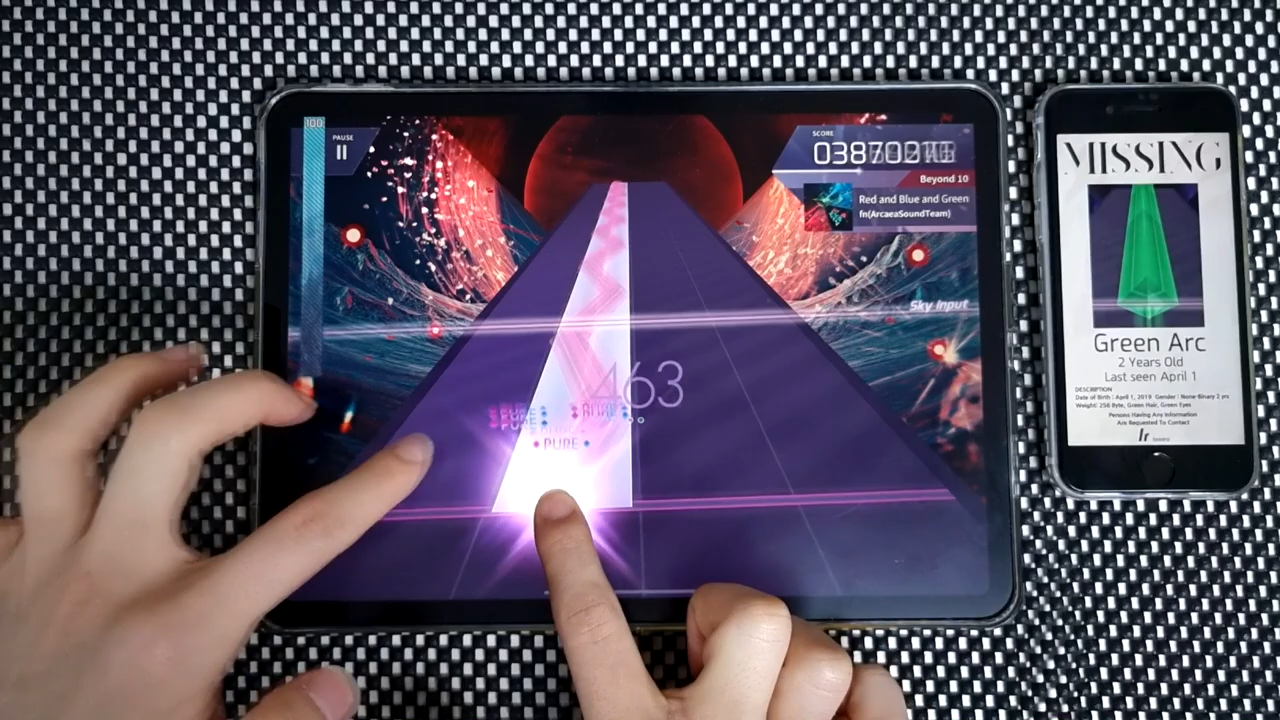 100
PAUSE
SCORE
Beyond 10
Red and Blue and Green
fn(ArcaeaSoundTeam)
Sky Input
463
PURE
MISSING
Green Arc
2 Years Old
Last seen April 1
DESCRIPTION
Date of Birth : April 1, 2019 Gender : None-Binary 2 yrs
Weight: 256 Byte, Green Hair, Green Eyes
Persons Having Any Information
Are Requested To Contact
lowiro